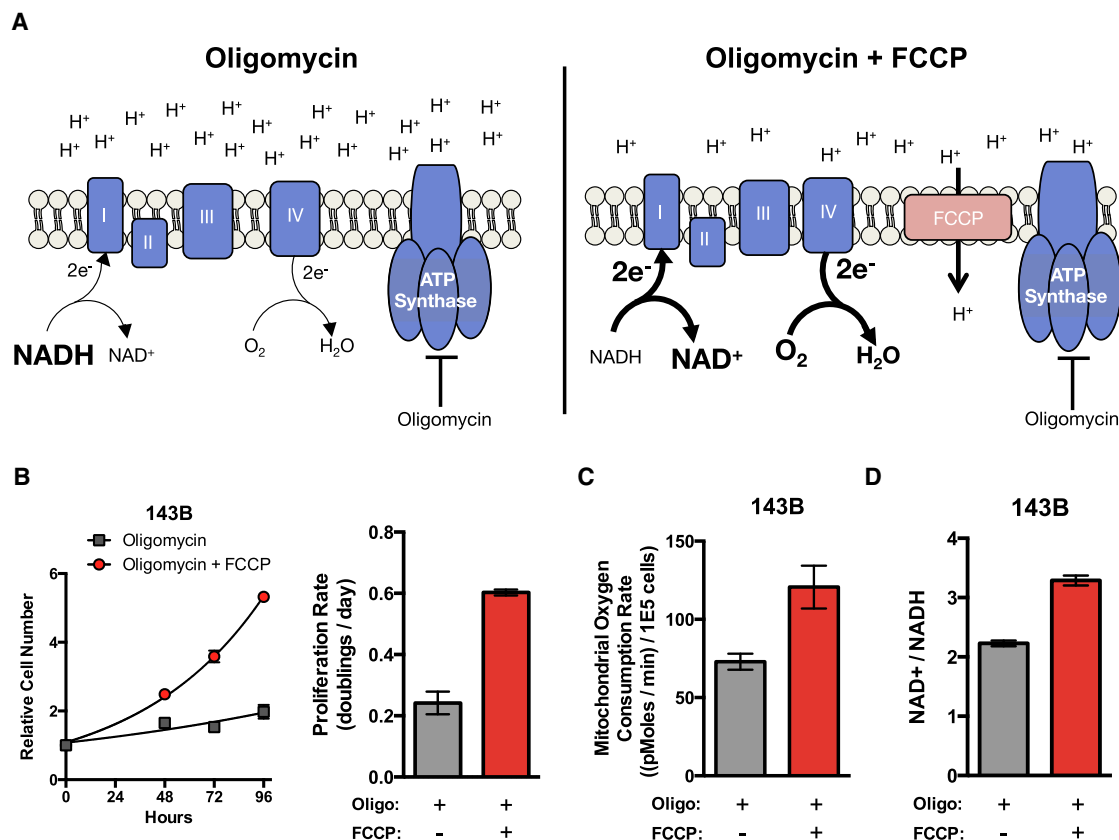 A
Oligomycin
H⁺ H⁺ H⁺ H⁺ H⁺ H⁺ H⁺ H⁺ H⁺ H⁺
H⁺ H⁺ H⁺ H⁺ H⁺ H⁺ H⁺ H⁺ H⁺ H⁺
I
II
III
IV
2e⁻
2e⁻
NADH
NAD⁺
O₂
H₂O
ATP
Synthase
Oligomycin
Oligomycin + FCCP
H⁺ H⁺ H⁺ H⁺ H⁺ H⁺ H⁺ H⁺ H⁺
I
II
III
IV
FCCP
2e⁻
2e⁻
H⁺
NADH
NAD⁺
O₂
H₂O
ATP
Synthase
Oligomycin
B
143B
Oligomycin
Oligomycin + FCCP
Relative Cell Number
6
4
2
0
0 24 48 72 96
Hours
Proliferation Rate
(doublings / day)
0.8
0.6
0.4
0.2
0.0
Oligo: + +
FCCP: - +
C
143B
Mitochondrial Oxygen
Consumption Rate
((pMoles / min) / 1E5 cells)
150
100
50
0
Oligo: + +
FCCP: - +
D
143B
NAD+ / NADH
4
3
2
1
0
Oligo: + +
FCCP: - +